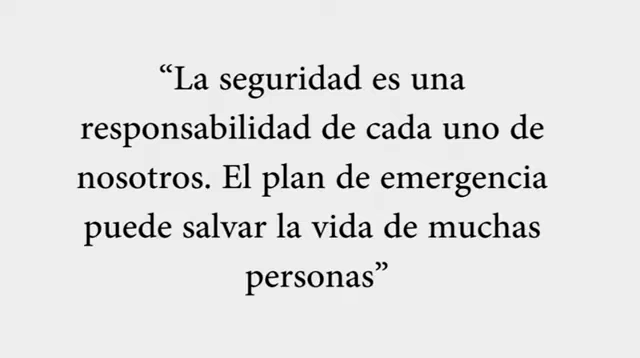 “La seguridad es una
responsabilidad de cada uno de
nosotros. El plan de emergencia
puede salvar la vida de muchas
personas”